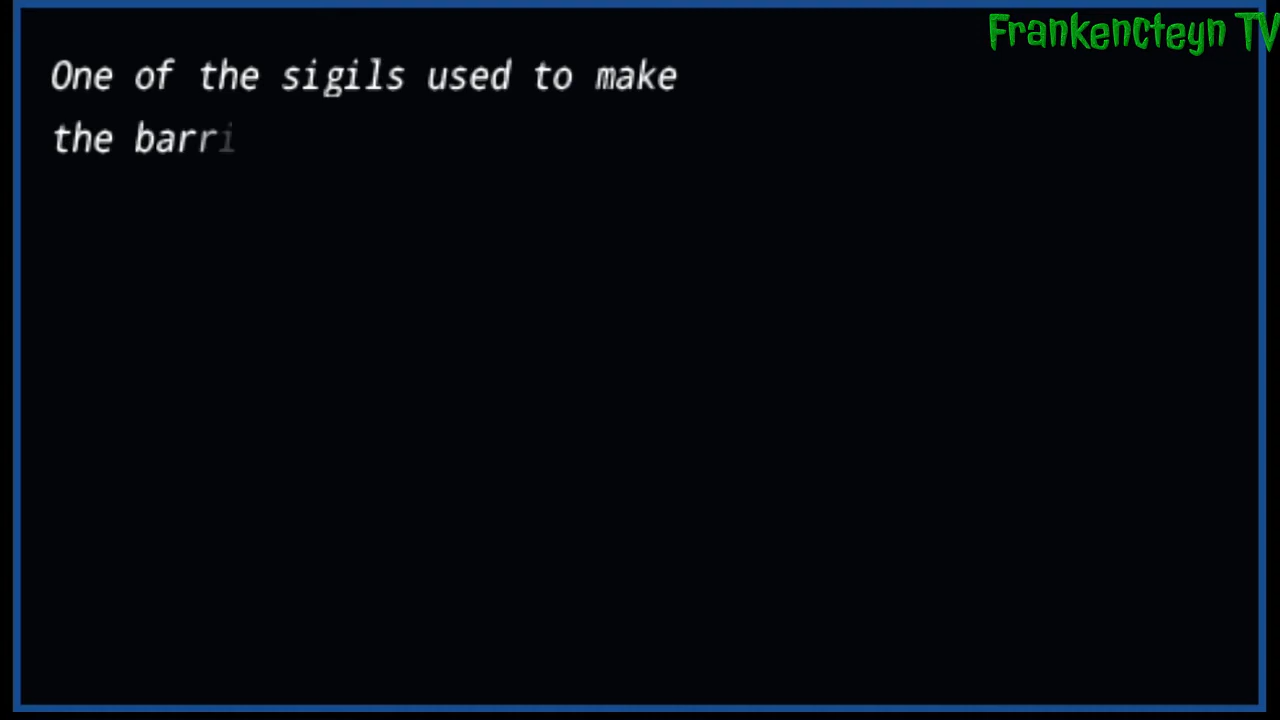 FrankenCteyn TV
One of the sigils used to make
the barri